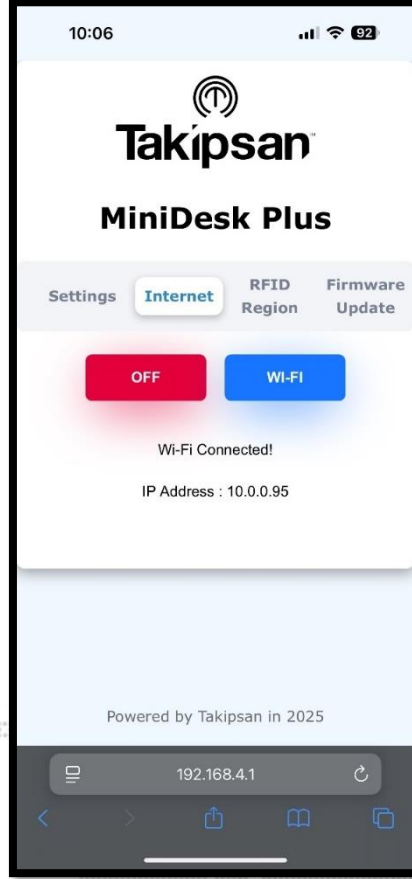 10:06
92
Takipsan
MiniDesk Plus
Settings
Internet
RFID
Region
Firmware
Update
OFF
WI-FI
Wi-Fi Connected!
IP Address : 10.0.0.95
Powered by Takipsan in 2025
192.168.4.1